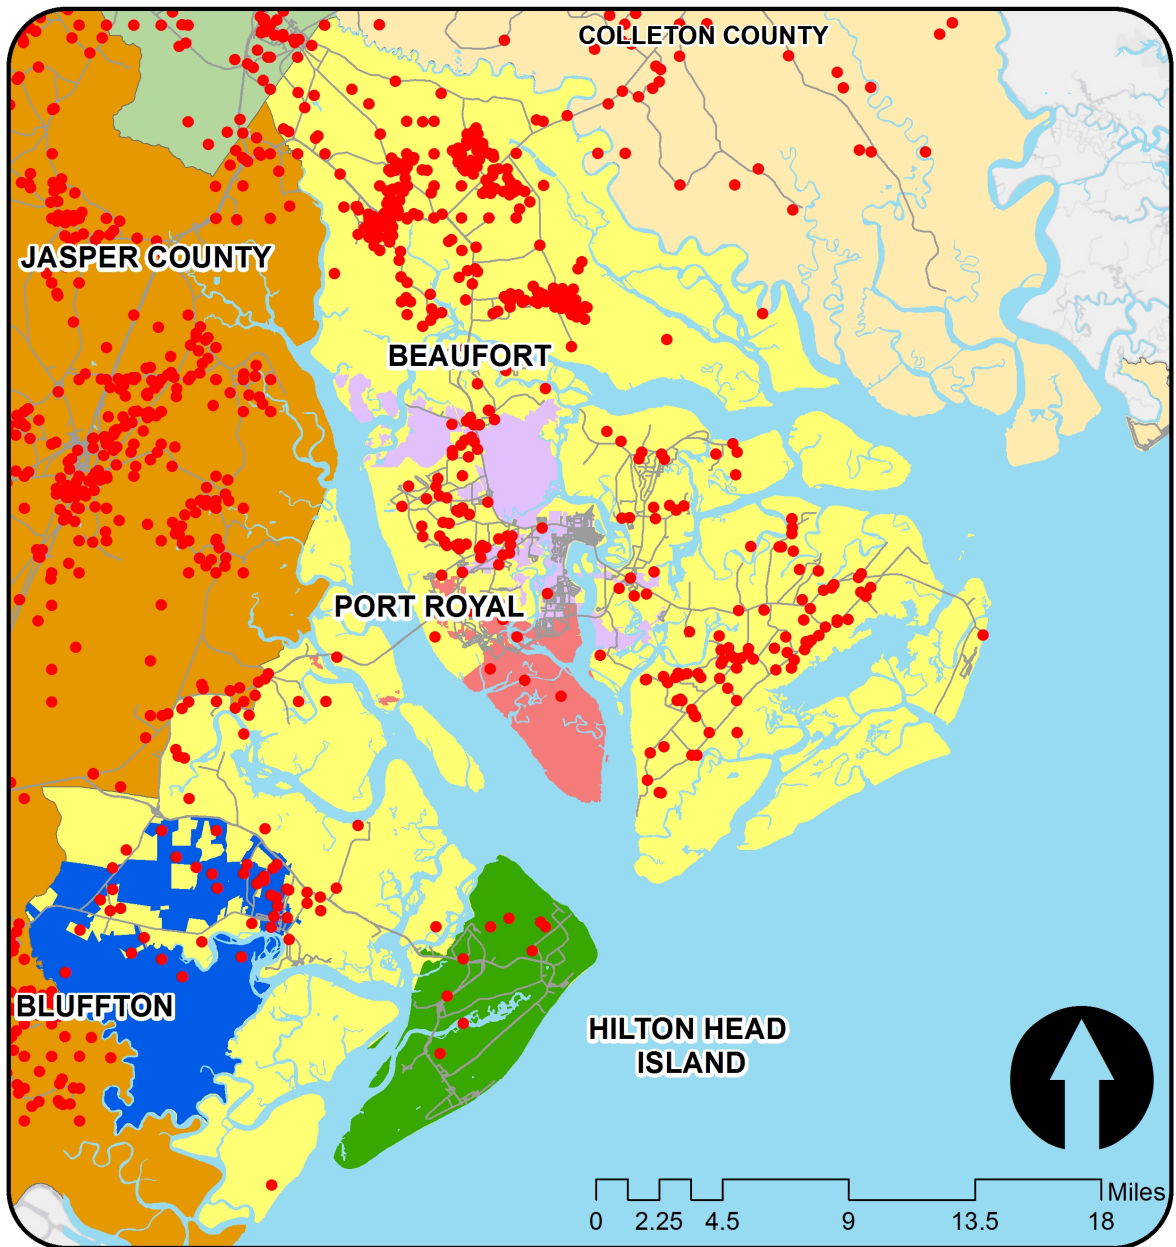 COLLETON COUNTY
JASPER COUNTY
BEAUFORT
PORT ROYAL
BLUFFTON
HILTON HEAD
ISLAND
Miles
0 2.25 4.5 9 13.5 18